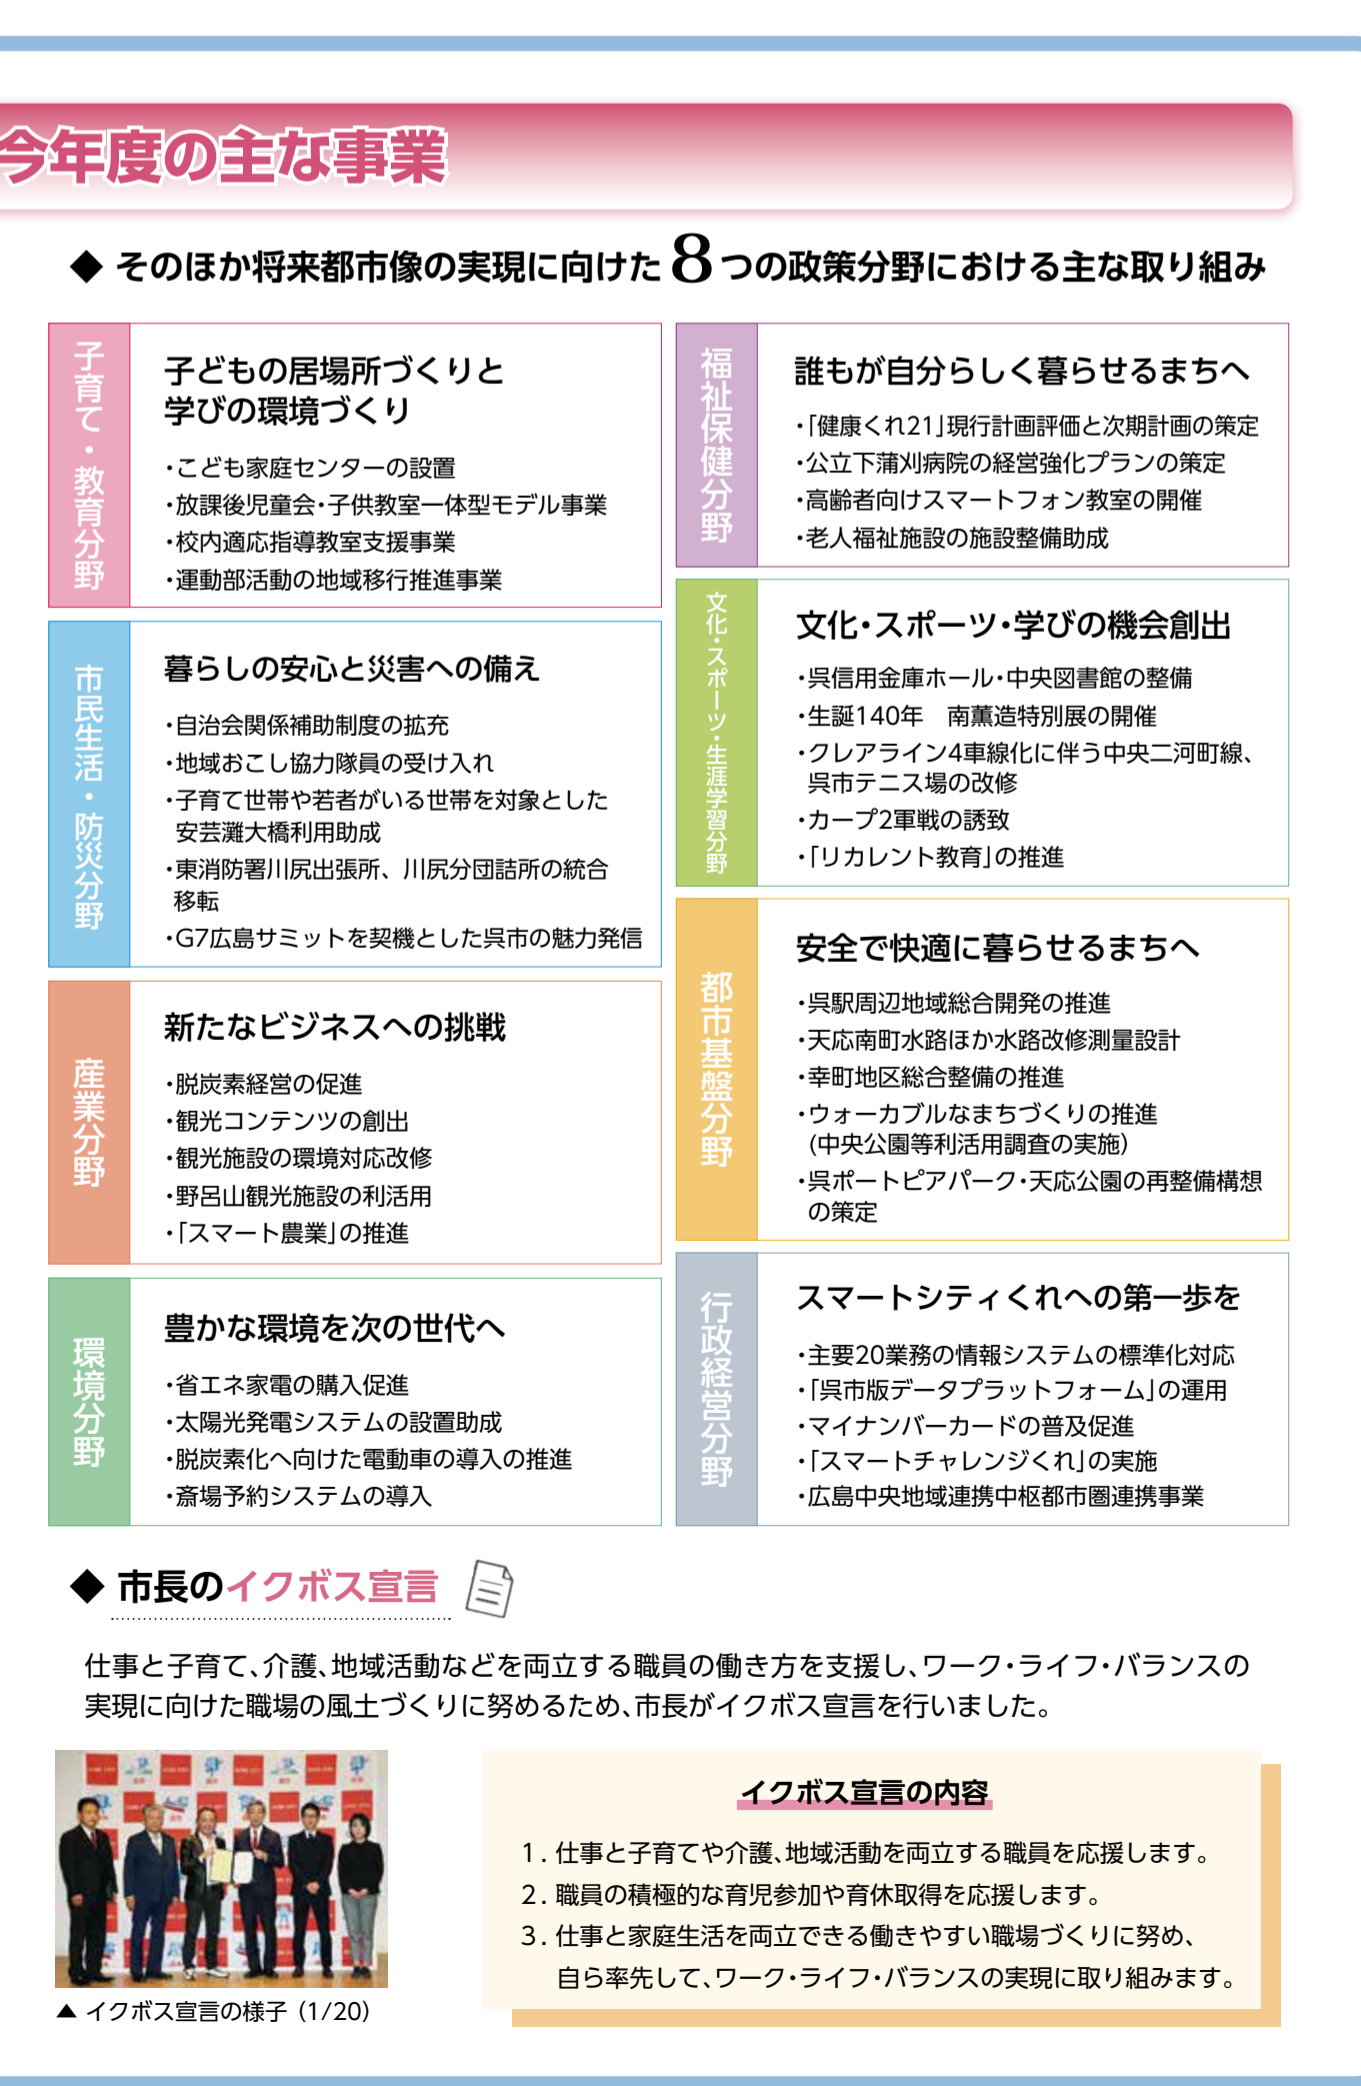 今年度の主な事業
◆ そのほか将来都市像の実現に向けた8つの政策分野における主な取り組み
子育て・教育分野
子どもの居場所づくりと
学びの環境づくり
・こども家庭センターの設置
・放課後児童会・子供教室一体型モデル事業
・校内適応指導教室支援事業
・運動部活動の地域移行推進事業
市民生活・防災分野
暮らしの安心と災害への備え
・自治会関係補助制度の拡充
・地域おこし協力隊員の受け入れ
・子育て世帯や若者がいる世帯を対象とした
安芸灘大橋利用助成
・東消防署川尻出張所、川尻分団詰所の統合
移転
・G7広島サミットを契機とした呉市の魅力発信
産業分野
新たなビジネスへの挑戦
・脱炭素経営の促進
・観光コンテンツの創出
・観光施設の環境対応改修
・野呂山観光施設の利活用
・「スマート農業」の推進
環境分野
豊かな環境を次の世代へ
・省エネ家電の購入促進
・太陽光発電システムの設置助成
・脱炭素化へ向けた電動車の導入の推進
・斎場予約システムの導入
福祉保健分野
誰もが自分らしく暮らせるまちへ
・「健康くれ21」現行計画評価と次期計画の策定
・公立下蒲刈病院の経営強化プランの策定
・高齢者向けスマートフォン教室の開催
・老人福祉施設の施設整備助成
文化・スポーツ・生涯学習分野
文化・スポーツ・学びの機会創出
・呉信用金庫ホール・中央図書館の整備
・生誕140年　南薫造特別展の開催
・クレアライン4車線化に伴う中央二河町線、
呉市テニス場の改修
・カープ2軍戦の誘致
・「リカレント教育」の推進
都市基盤分野
安全で快適に暮らせるまちへ
・呉駅周辺地域総合開発の推進
・天応南町水路ほか水路改修測量設計
・幸町地区総合整備の推進
・ウォーカブルなまちづくりの推進
(中央公園等利活用調査の実施)
・呉ポートピアパーク・天応公園の再整備構想
の策定
行政経営分野
スマートシティくれへの第一歩を
・主要20業務の情報システムの標準化対応
・「呉市版データプラットフォーム」の運用
・マイナンバーカードの普及促進
・「スマートチャレンジくれ」の実施
・広島中央地域連携中枢都市圏連携事業
◆ 市長のイクボス宣言
仕事と子育て、介護、地域活動などを両立する職員の働き方を支援し、ワーク・ライフ・バランスの
実現に向けた職場の風土づくりに努めるため、市長がイクボス宣言を行いました。
▲ イクボス宣言の様子 (1/20)
イクボス宣言の内容
1. 仕事と子育てや介護、地域活動を両立する職員を応援します。
2. 職員の積極的な育児参加や育休取得を応援します。
3. 仕事と家庭生活を両立できる働きやすい職場づくりに努め、
自ら率先して、ワーク・ライフ・バランスの実現に取り組みます。